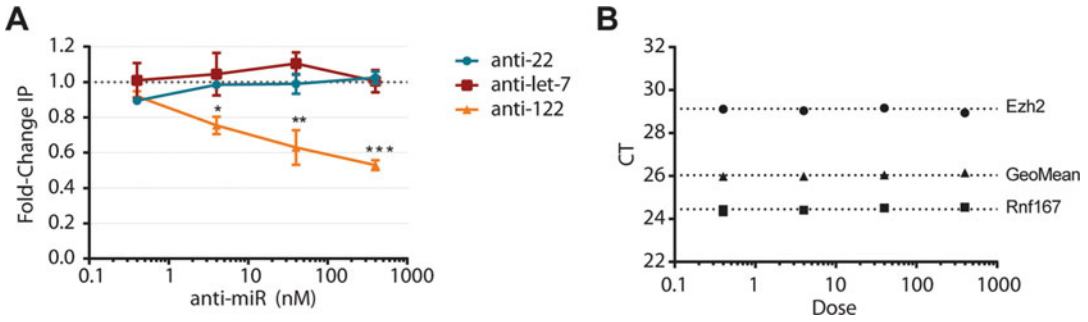 A
Fold-Change IP
1.2
1.0
0.8
0.6
0.4
0.2
0.0
*
**
***
0.1 1 10 100 1000
anti-miR (nM)
anti-22
anti-let-7
anti-122
B
CT
32
30
28
26
24
22
Ezh2
GeoMean
Rnf167
0.1 1 10 100 1000
Dose